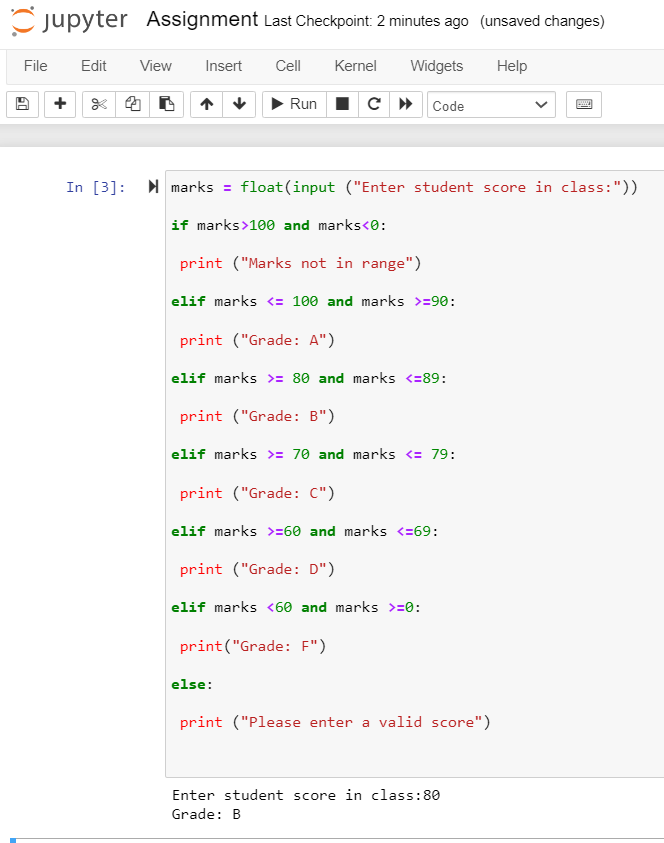 jupyter Assignment Last Checkpoint: 2 minutes ago (unsaved changes)
File Edit View Insert Cell Kernel Widgets Help
Run Code
In [3]: marks = float(input ("Enter student score in class:"))
if marks>100 and marks<0:
print ("Marks not in range")
elif marks <= 100 and marks >=90:
print ("Grade: A")
elif marks >= 80 and marks <=89:
print ("Grade: B")
elif marks >= 70 and marks <= 79:
print ("Grade: C")
elif marks >=60 and marks <=69:
print ("Grade: D")
elif marks <60 and marks >=0:
print("Grade: F")
else:
print ("Please enter a valid score")
Enter student score in class:80
Grade: B